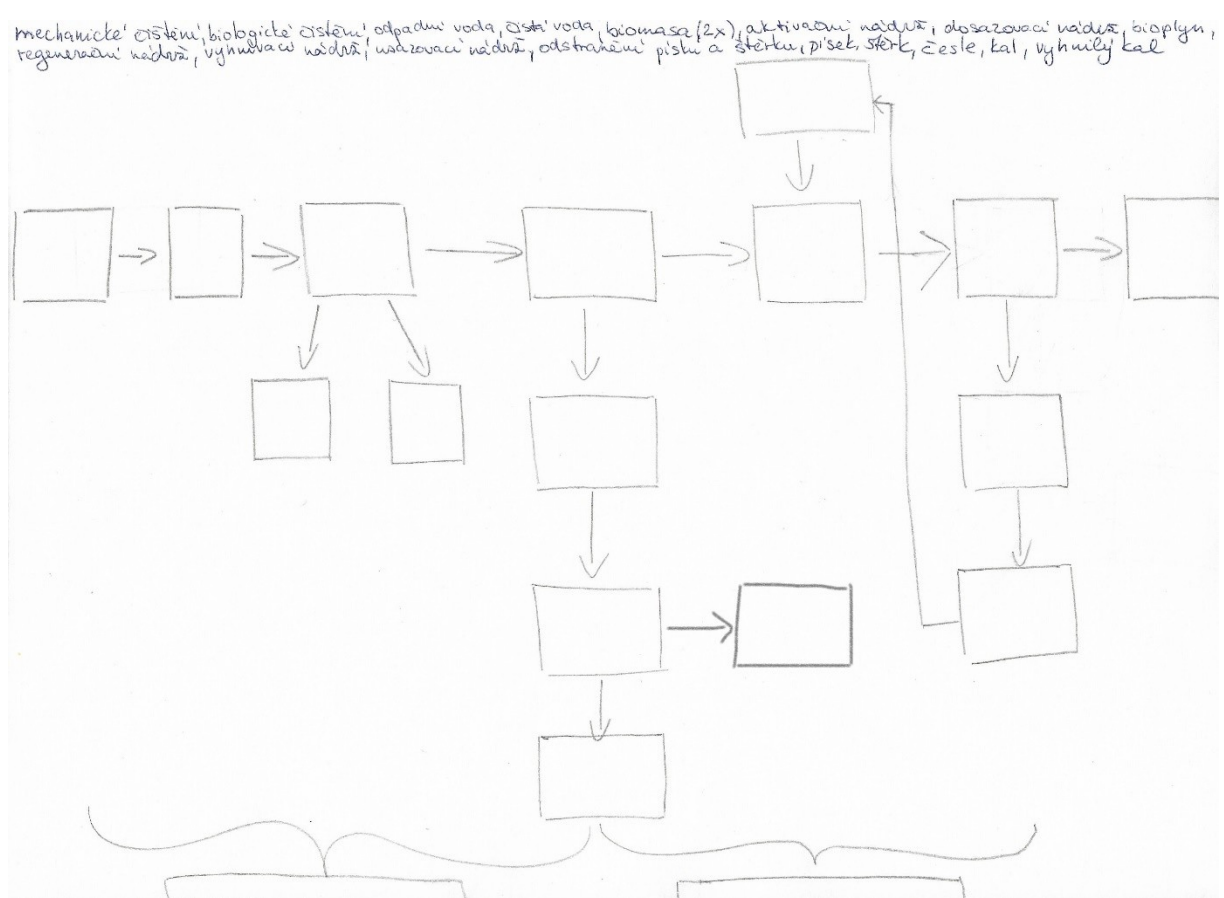 mechanické čištění, biologické čištění, odpadní voda, čistá voda, biomasa (2x), aktivační nádrž, dosazovací nádrž, bioplyn,
regenerační nádrž, vyhnívací nádrž, usazovací nádrž, odstranění písku a štěrku, písek, štěrk, česle, kal, vyhnilý kal